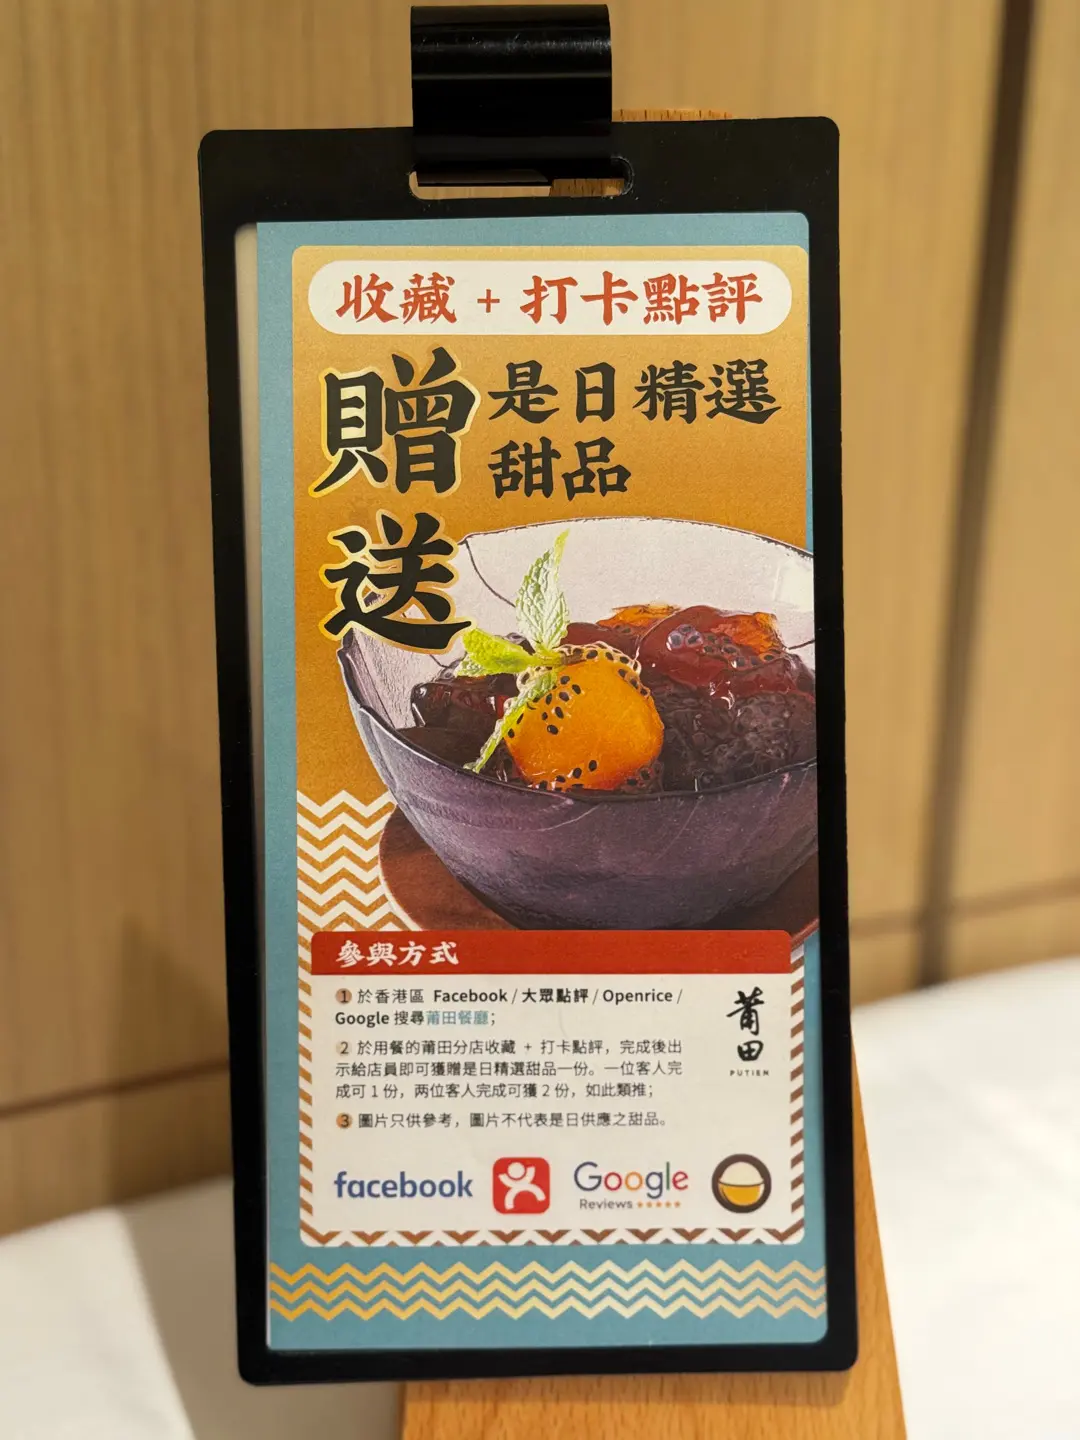 收藏 + 打卡點評
贈送
是日精選
甜品
參與方式
1 於香港區 Facebook / 大眾點評 / Openrice /
Google 搜尋莆田餐廳；
2 於用餐的莆田分店收藏 + 打卡點評，完成後出
示給店員即可獲贈是日精選甜品一份。一位客人完
成可 1 份，两位客人完成可獲 2 份，如此類推；
3 圖片只供參考，圖片不代表是日供應之甜品。
莆田
PUTIEN
facebook
Google
Reviews